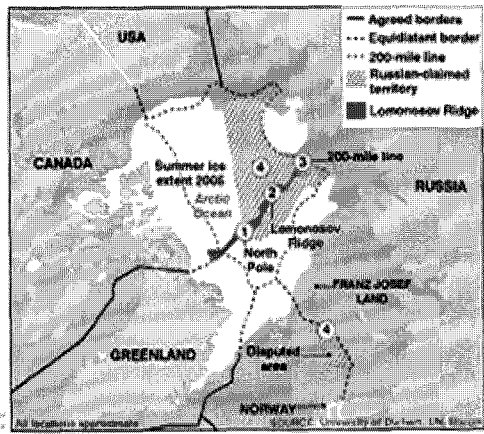 Agreed borders
Equidistant border
200-mile line
Russian-claimed
territory
Lomonosov Ridge
USA
CANADA
Summer ice
extent 2006
Arctic
Ocean
4
3
200-mile line
2
RUSSIA
1
Lomonosov
Ridge
North
Pole
FRANZ JOSEF
LAND
4
GREENLAND
Disputed
area
NORWAY
All locations approximate
SOURCE: University of Durham, UN,